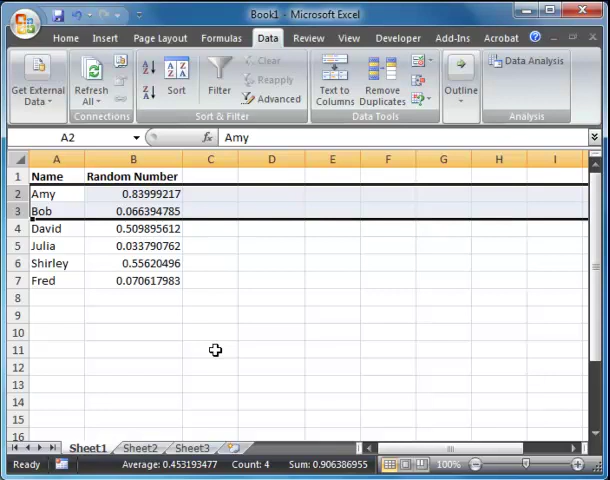 Book1 - Microsoft Excel
Home Insert Page Layout Formulas Data Review View Developer Add-Ins Acrobat
Get External Data
Refresh All
Connections
Sort
Filter
Clear
Reapply
Advanced
Sort & Filter
Text to Columns
Remove Duplicates
Data Tools
Outline
Data Analysis
Analysis
A2 fx Amy
A B C D E F G H I
1 Name Random Number
2 Amy 0.83999217
3 Bob 0.066394785
4 David 0.509895612
5 Julia 0.033790762
6 Shirley 0.55620496
7 Fred 0.070617983
8
9
10
11
12
13
14
15
16
Sheet1 Sheet2 Sheet3
Ready Average: 0.453193477 Count: 4 Sum: 0.906386955 100%